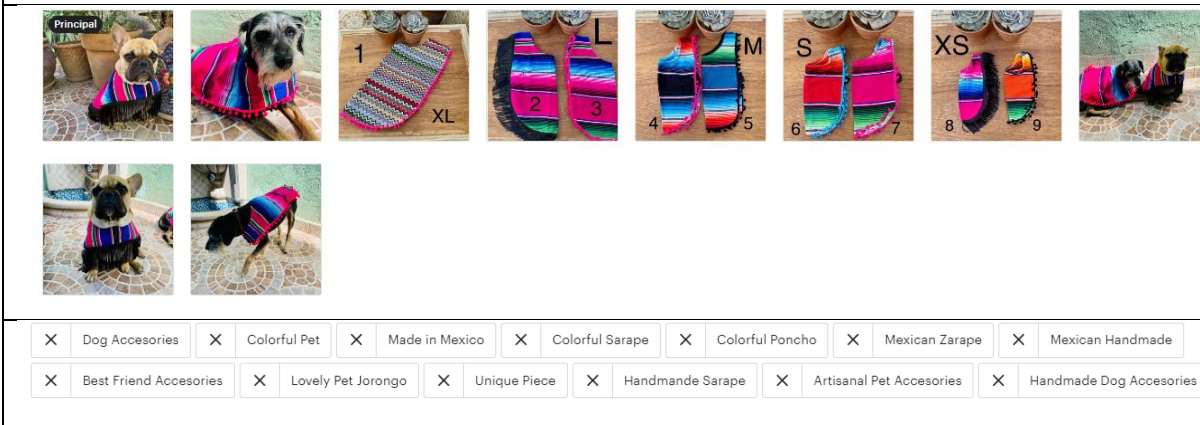 Principal
1 XL
L 2 3
M 4 5
S 6 7
XS 8 9
Dog Accesories Colorful Pet Made in Mexico Colorful Sarape Colorful Poncho Mexican Zarape Mexican Handmade
Best Friend Accesories Lovely Pet Jorongo Unique Piece Handmande Sarape Artisanal Pet Accesories Handmade Dog Accesories